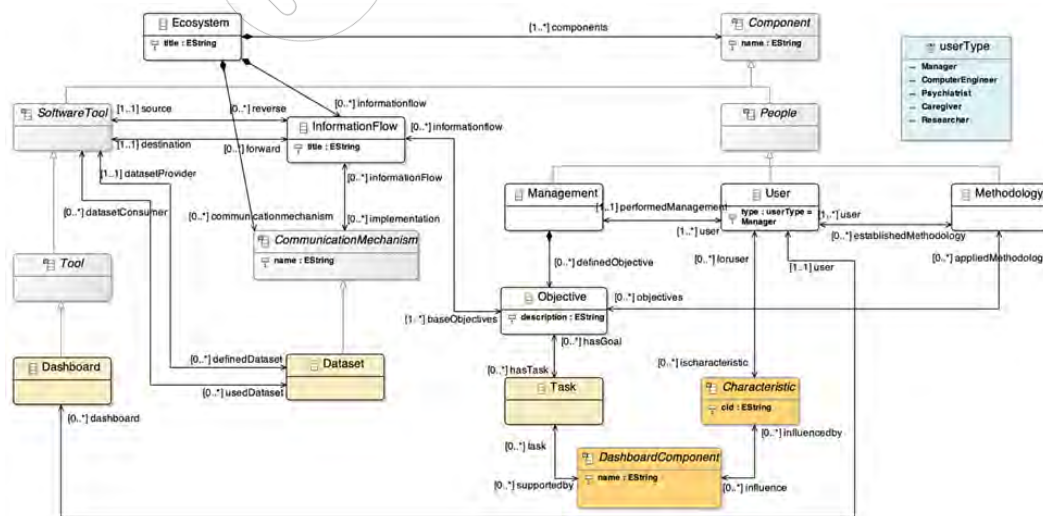 Ecosystem
title : EString
[1..*] components
Component
name : EString
userType
Manager
ComputerEngineer
Psychiatrist
Caregiver
Researcher
SoftwareTool
[1..1] source
[0..*] reverse
[0..*] informationflow
InformationFlow
title : EString
[0..*] informationflow
People
[1..1] destination
[0..*] forward
[1..1] datasetProvider
[0..*] datasetConsumer
[0..*] informationFlow
[0..*] communicationmechanism
[0..*] implementation
CommunicationMechanism
name : EString
Management
[1..1] performedManagement
[1..*] user
User
type : userType =
Manager
[1..*] user
[0..*] establishedMethodology
Methodology
[0..*] appliedMethodology
[0..*] definedObjective
[0..*] foruser
[1..1] user
Tool
Objective
description : EString
[1..*] baseObjectives
[0..*] objectives
[0..*] hasGoal
Dashboard
[0..*] definedDataset
Dataset
[0..*] usedDataset
[0..*] dashboard
[0..*] hasTask
Task
[0..*] ischaracteristic
Characteristic
cId : EString
[0..*] influencedby
[0..*] task
DashboardComponent
name : EString
[0..*] supportedby
[0..*] influence